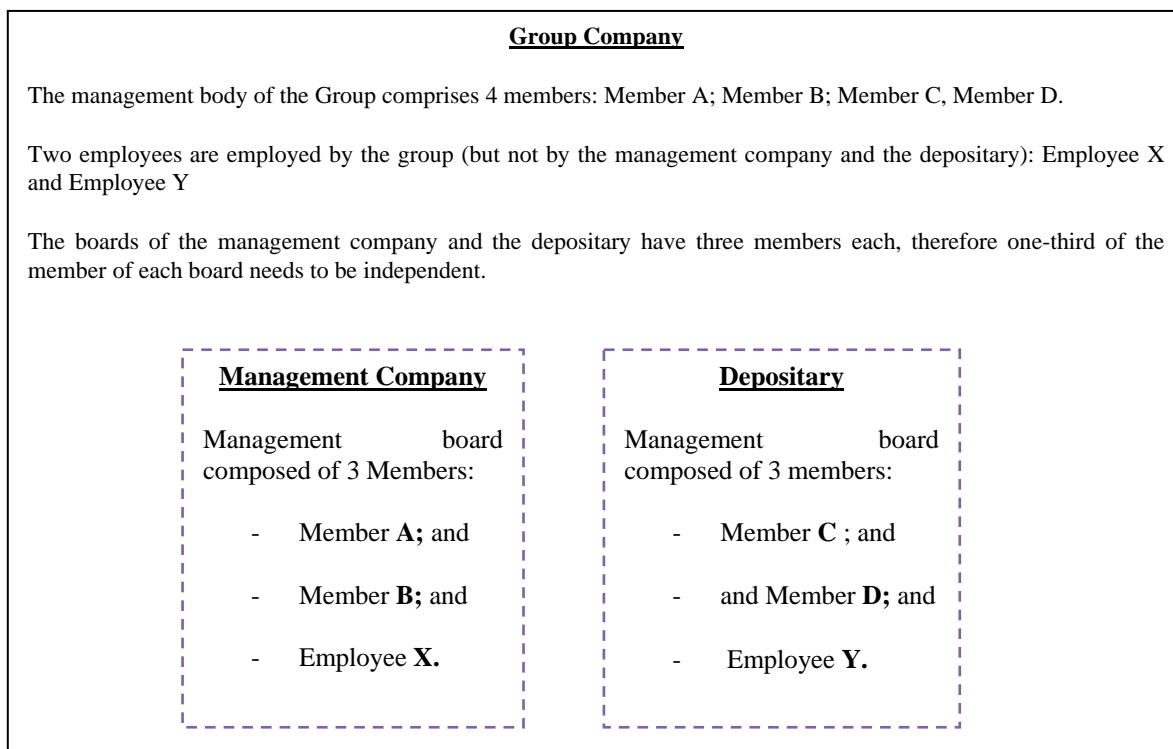 Group Company
The management body of the Group comprises 4 members: Member A; Member B; Member C, Member D.
Two employees are employed by the group (but not by the management company and the depositary): Employee X
and Employee Y
The boards of the management company and the depositary have three members each, therefore one-third of the
member of each board needs to be independent.
Management Company
Management board
composed of 3 Members:
- Member A; and
- Member B; and
- Employee X.
Depositary
Management board
composed of 3 members:
- Member C ; and
- and Member D; and
- Employee Y.